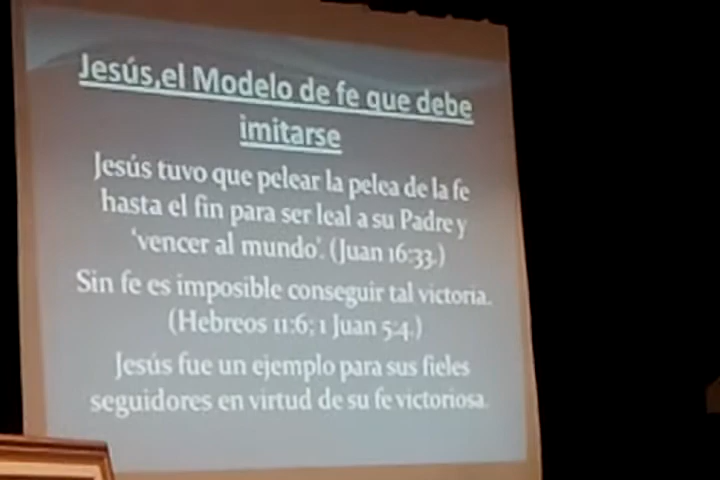 Jesús,el Modelo de fe que debe
imitarse
Jesús tuvo que pelear la pelea de la fe
hasta el fin para ser leal a su Padre y
'vencer al mundo'. (Juan 16:33.)
Sin fe es imposible conseguir tal victoria.
(Hebreos 11:6; 1 Juan 5:4.)
Jesús fue un ejemplo para sus fieles
seguidores en virtud de su fe victoriosa.